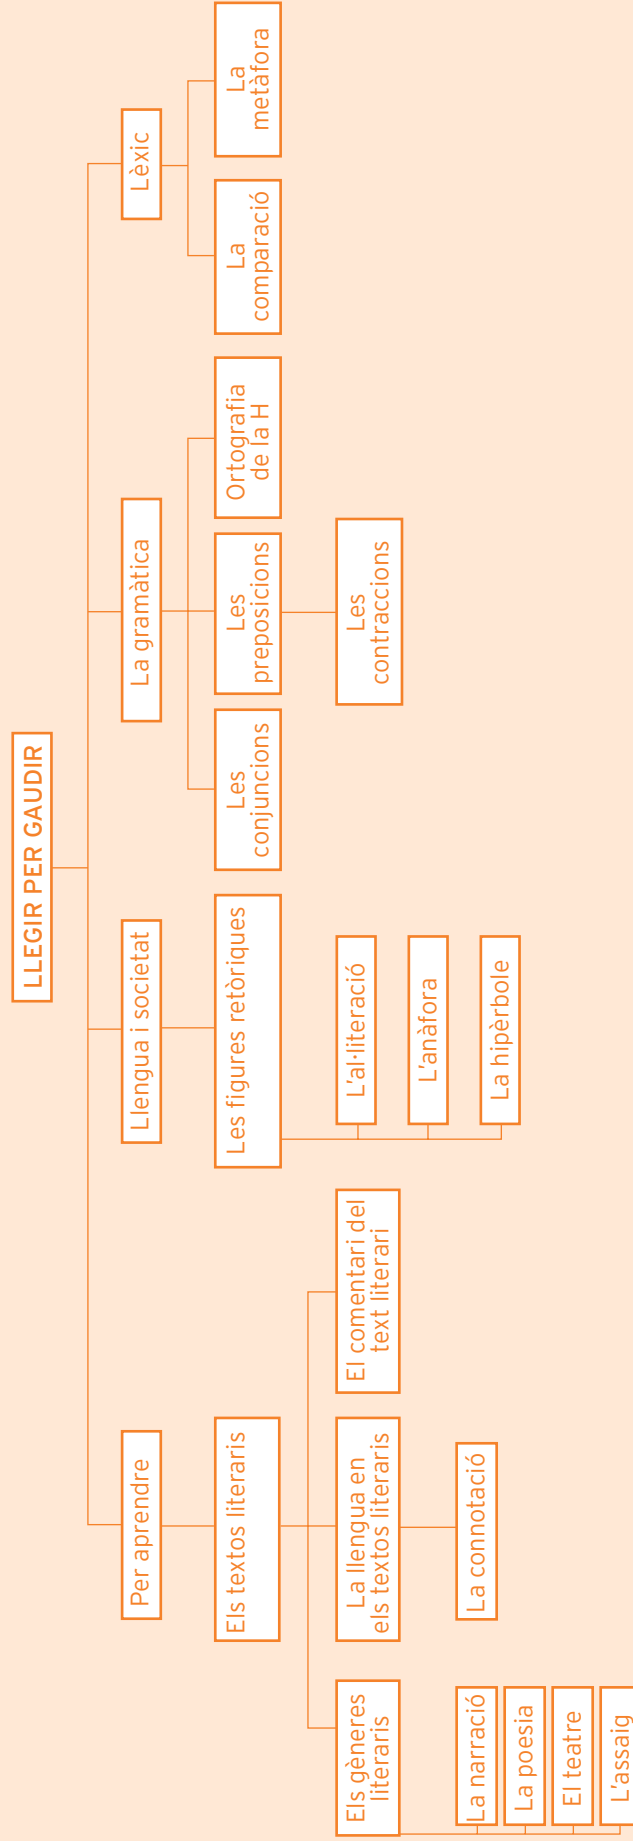 LLEGIR PER GAUDIR
Per aprendre
Llengua i societat
La gramàtica
Lèxic
Els textos literaris
Les figures retòriques
Les
conjuncions
Les
preposicions
Ortografia
de la H
La
comparació
La
metàfora
Els gèneres
literaris
La llengua en
els textos literaris
El comentari del
text literari
L'al·literació
L'anàfora
La hipèrbole
Les
contraccions
La narració
La poesia
El teatre
L'assaig
La connotació